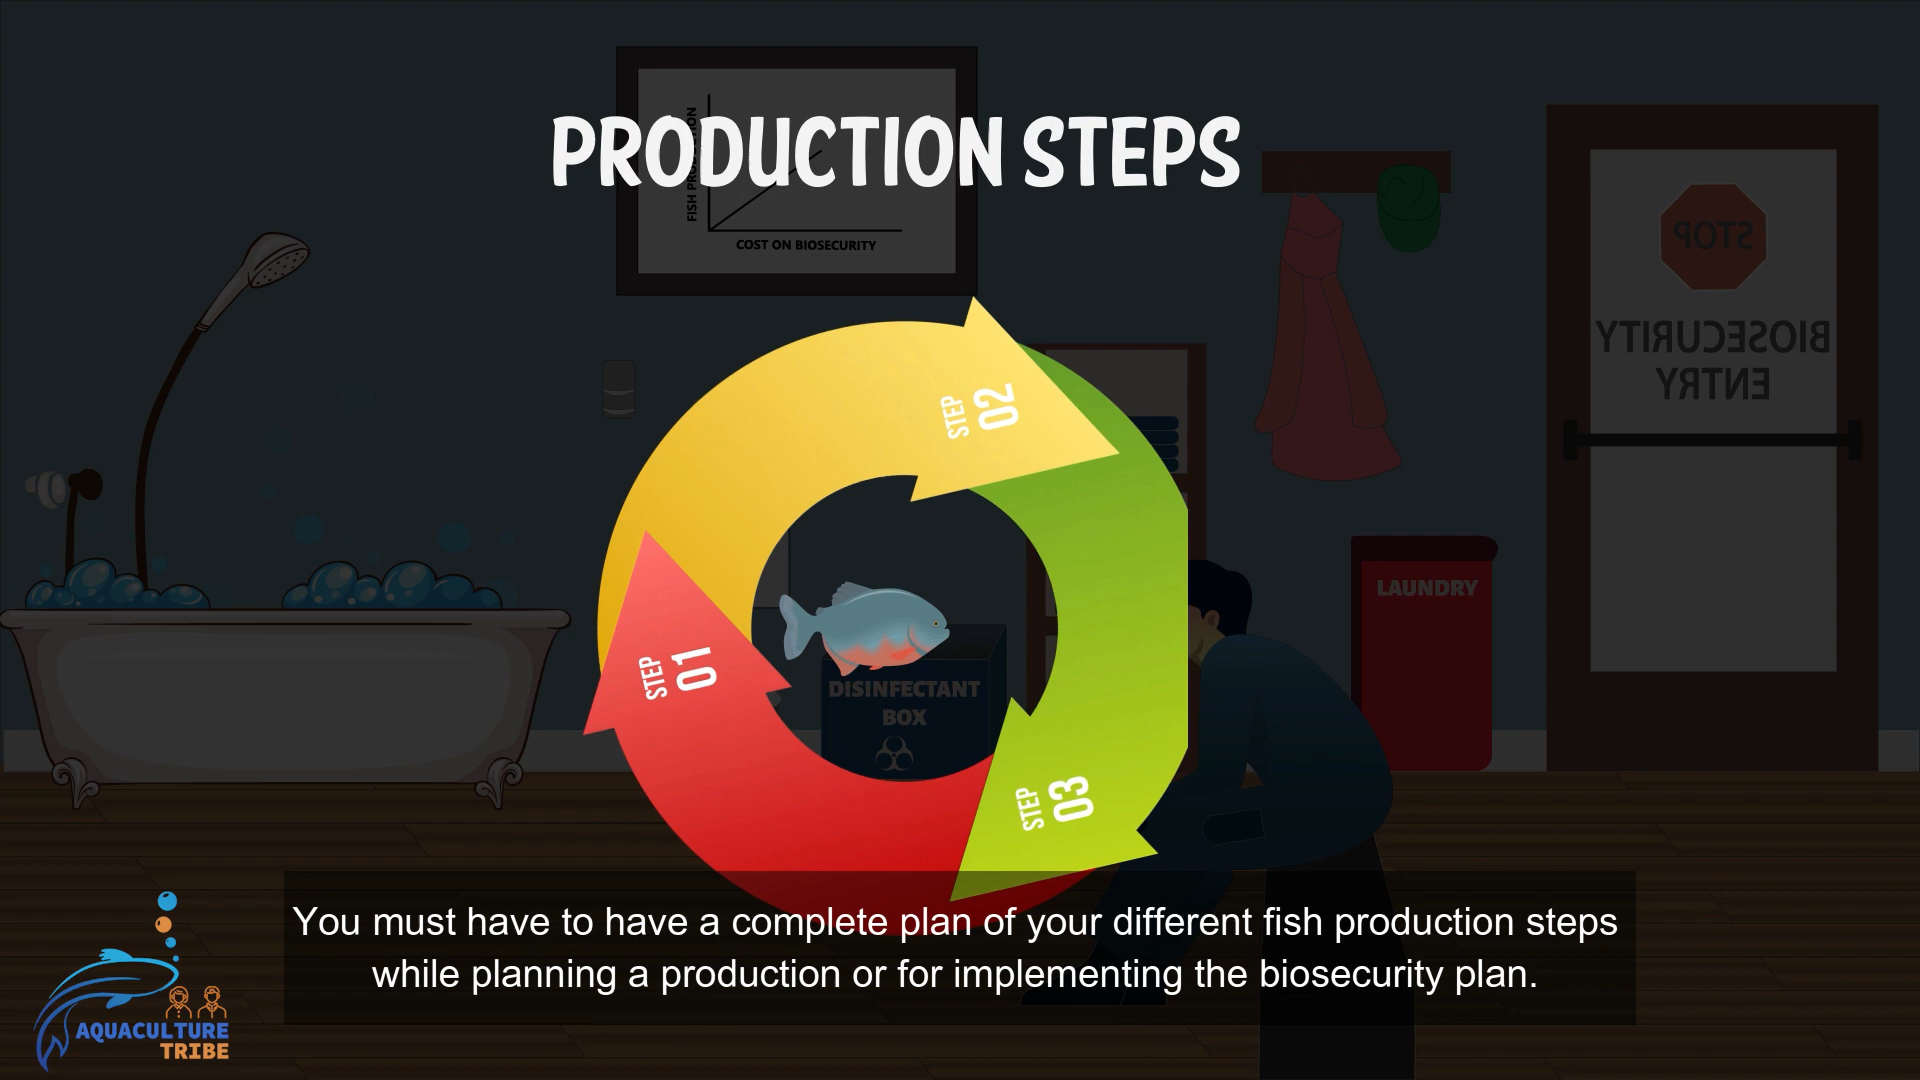 PRODUCTION STEPS
FISH PRODUCTION
COST ON BIOSECURITY
STOP
BIOSECURITY
ENTRY
STEP
02
STEP
01
LAUNDRY
DISINFECTANT
BOX
STEP
03
You must have to have a complete plan of your different fish production steps
while planning a production or for implementing the biosecurity plan.
AQUACULTURE
TRIBE